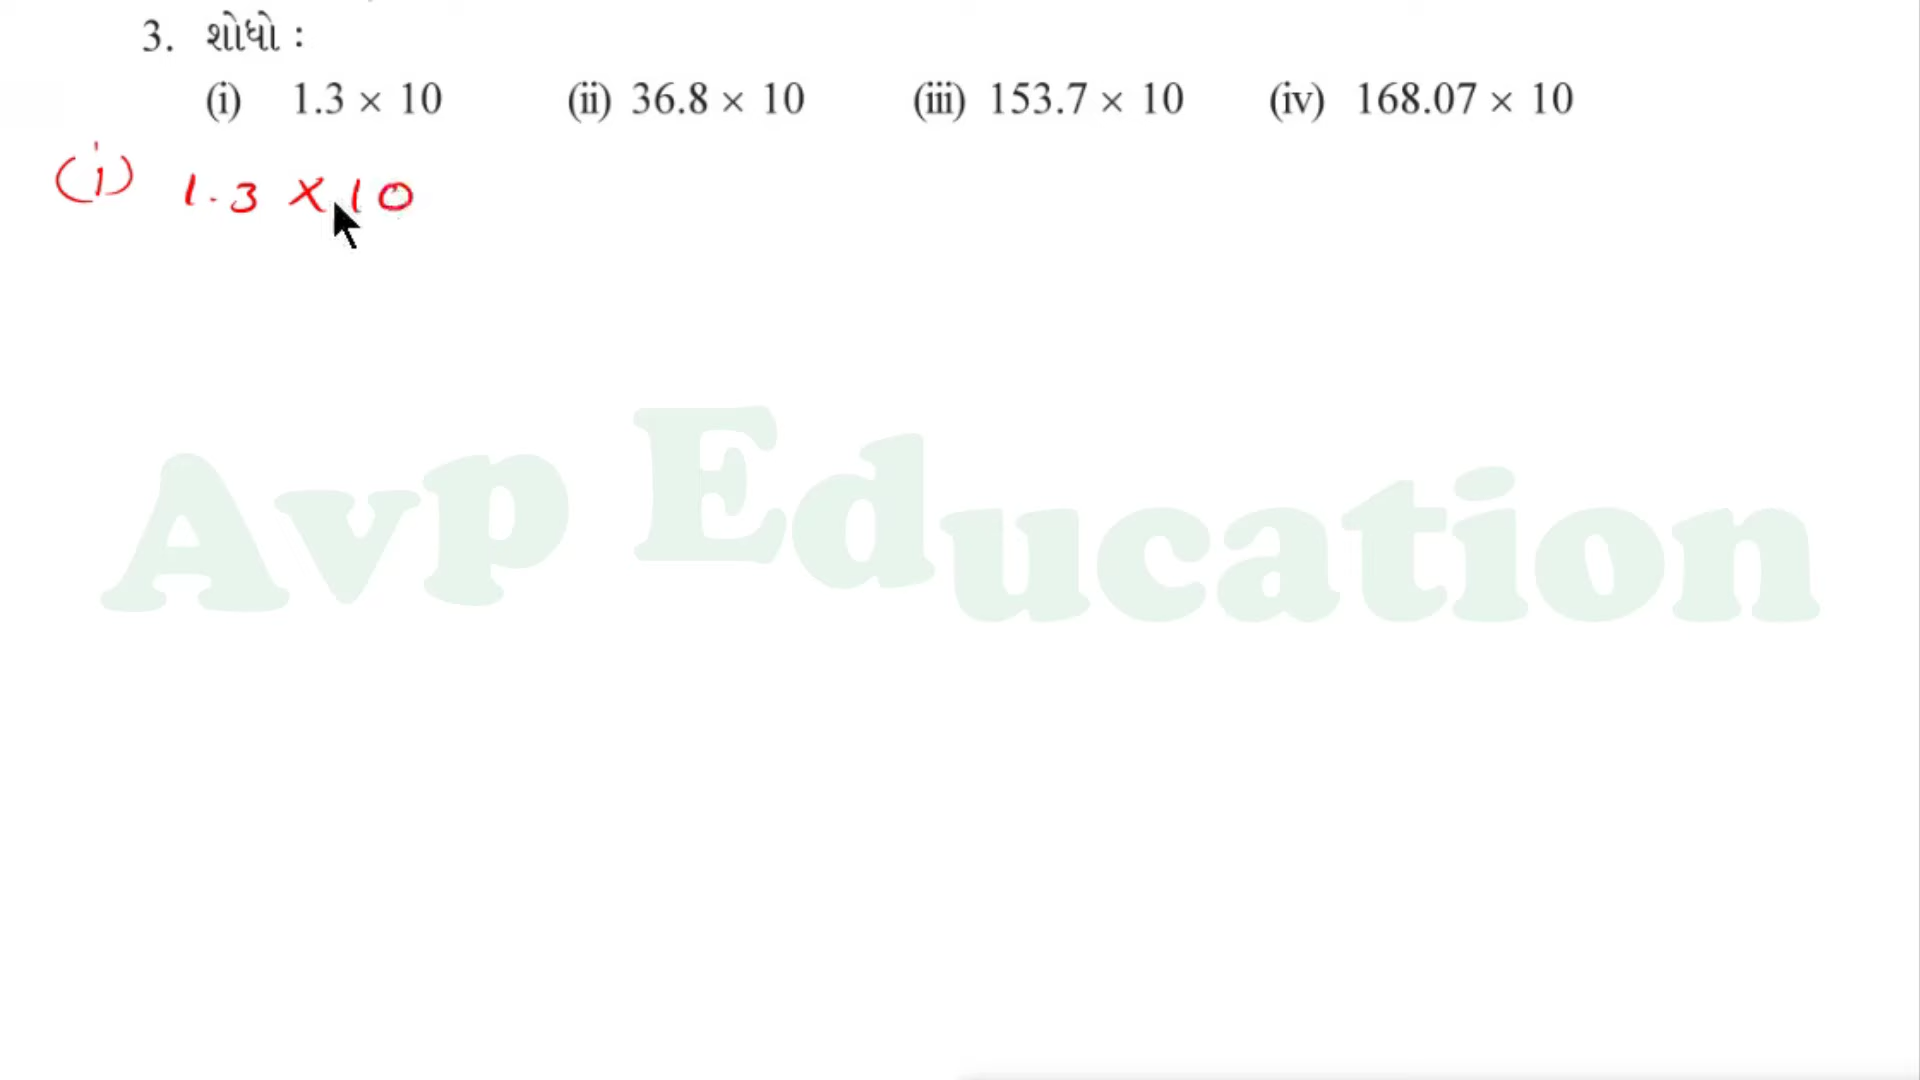 3. શોધો :
(i) 1.3 × 10 (ii) 36.8 × 10 (iii) 153.7 × 10 (iv) 168.07 × 10
(i) 1.3 × 10
Avp Education